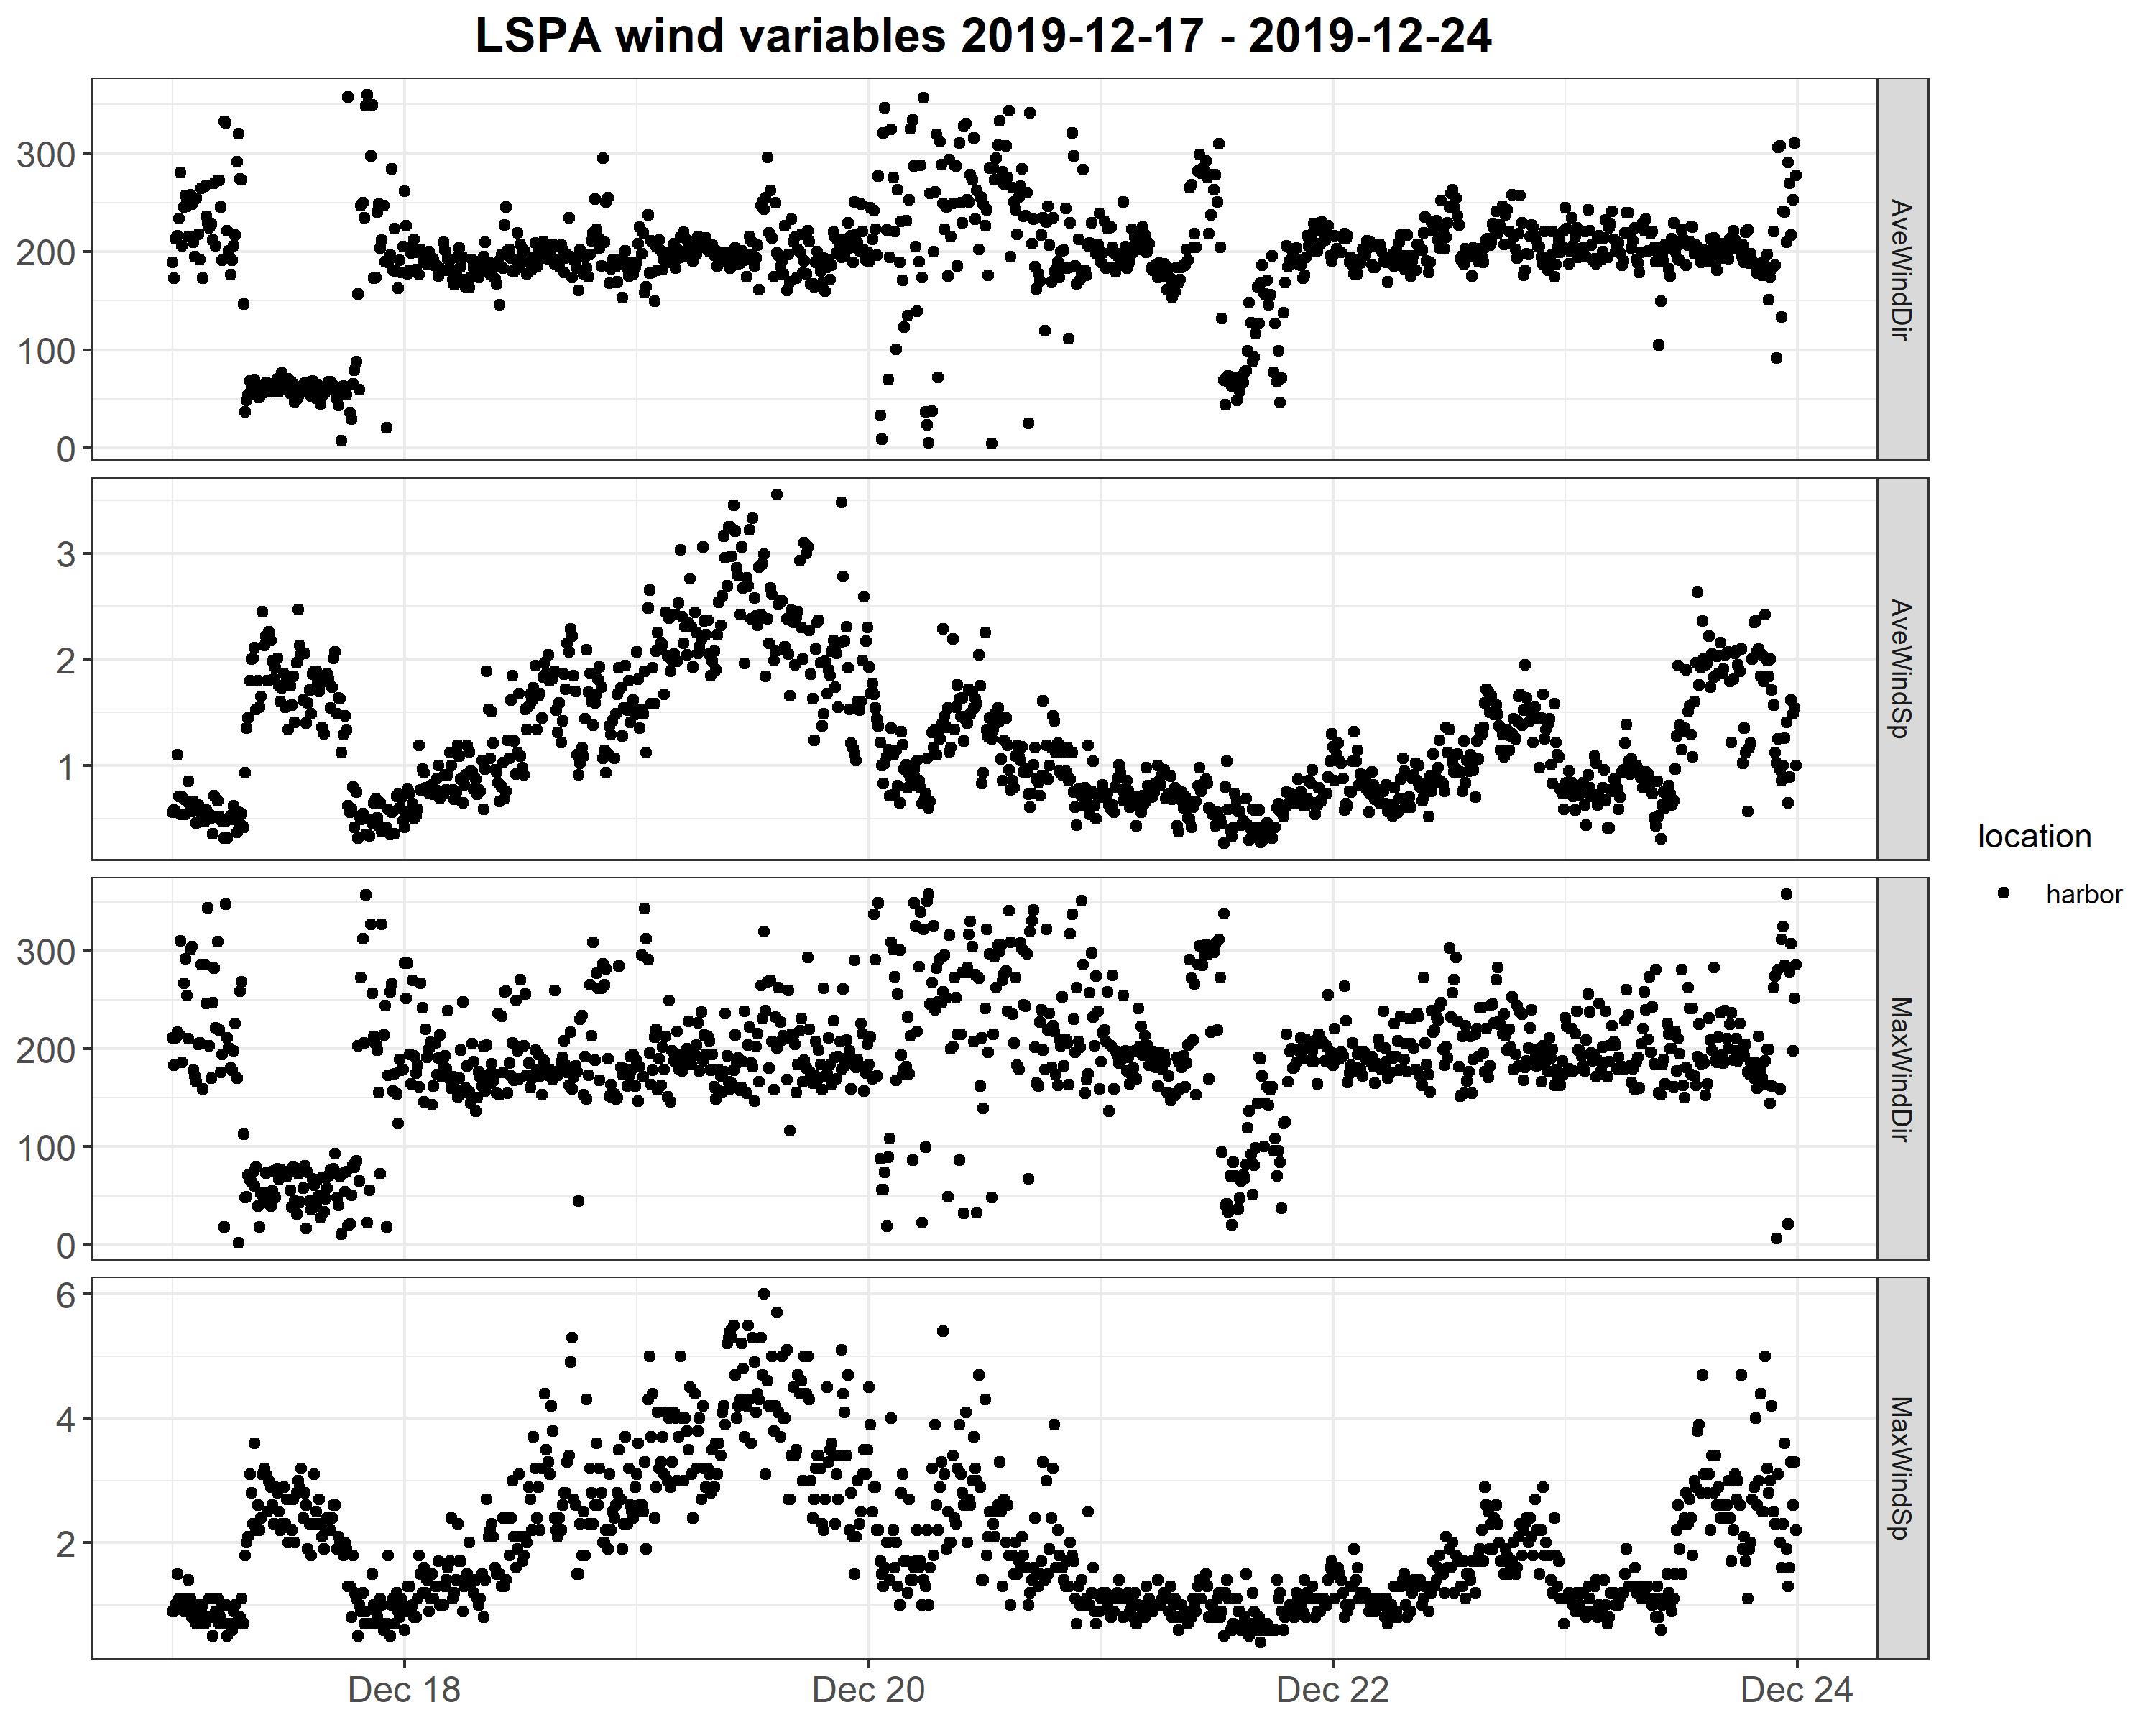 LSPA wind variables 2019-12-17 - 2019-12-24
300
200
100
0
AveWindDir
3
2
1
AveWindSp
location
harbor
300
200
100
0
MaxWindDir
6
4
2
MaxWindSp
Dec 18 Dec 20 Dec 22 Dec 24